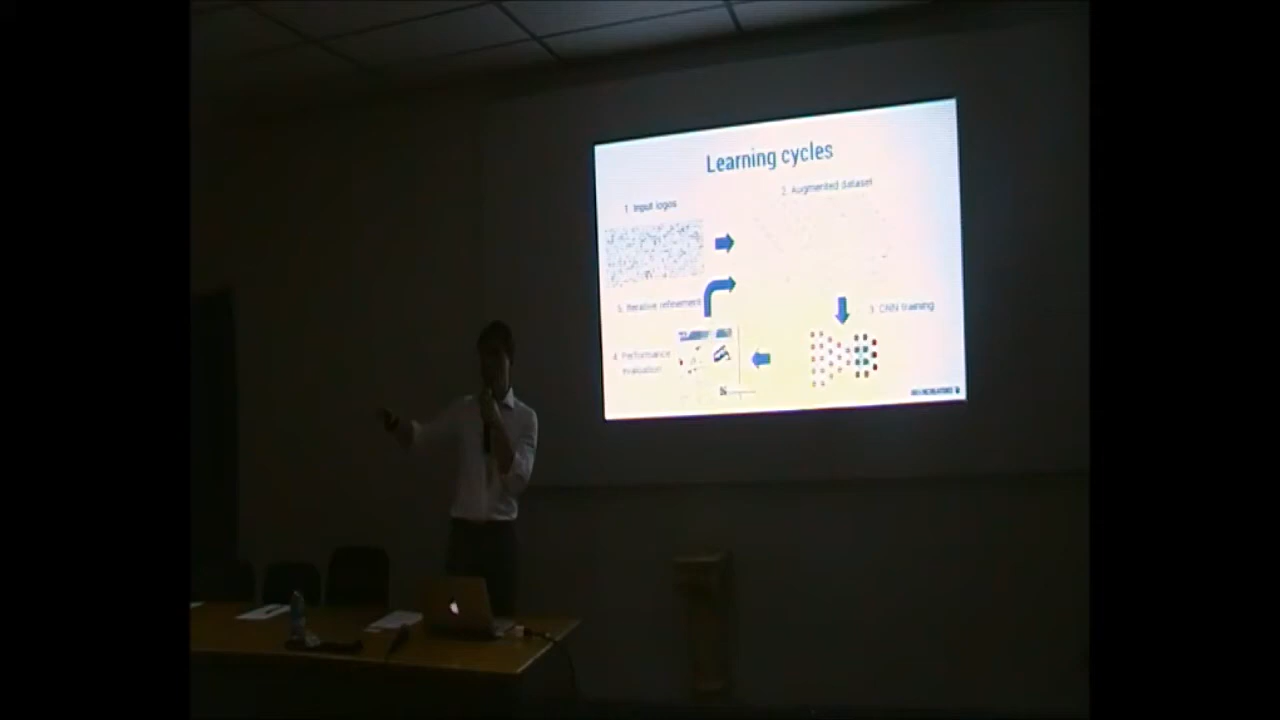 Learning cycles
1. Input logos
2. Augmented dataset
3. CNN training
4. Performance
evaluation
5. Iterative refinement